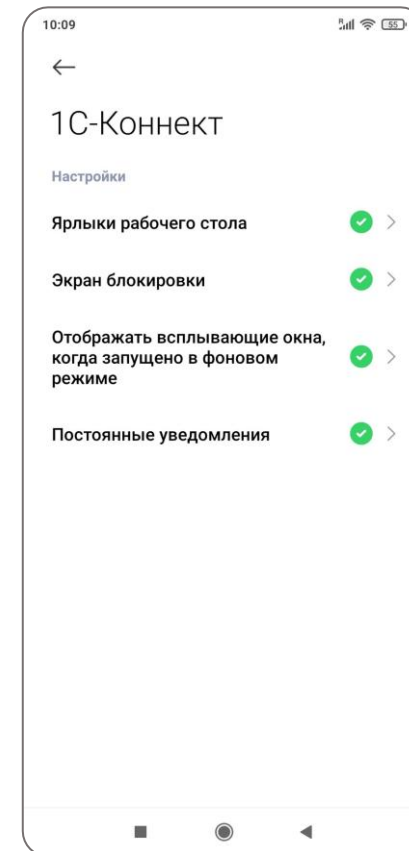 10:09
55
1С-Коннект
Настройки
Ярлыки рабочего стола
Экран блокировки
Отображать всплывающие окна,
когда запущено в фоновом
режиме
Постоянные уведомления